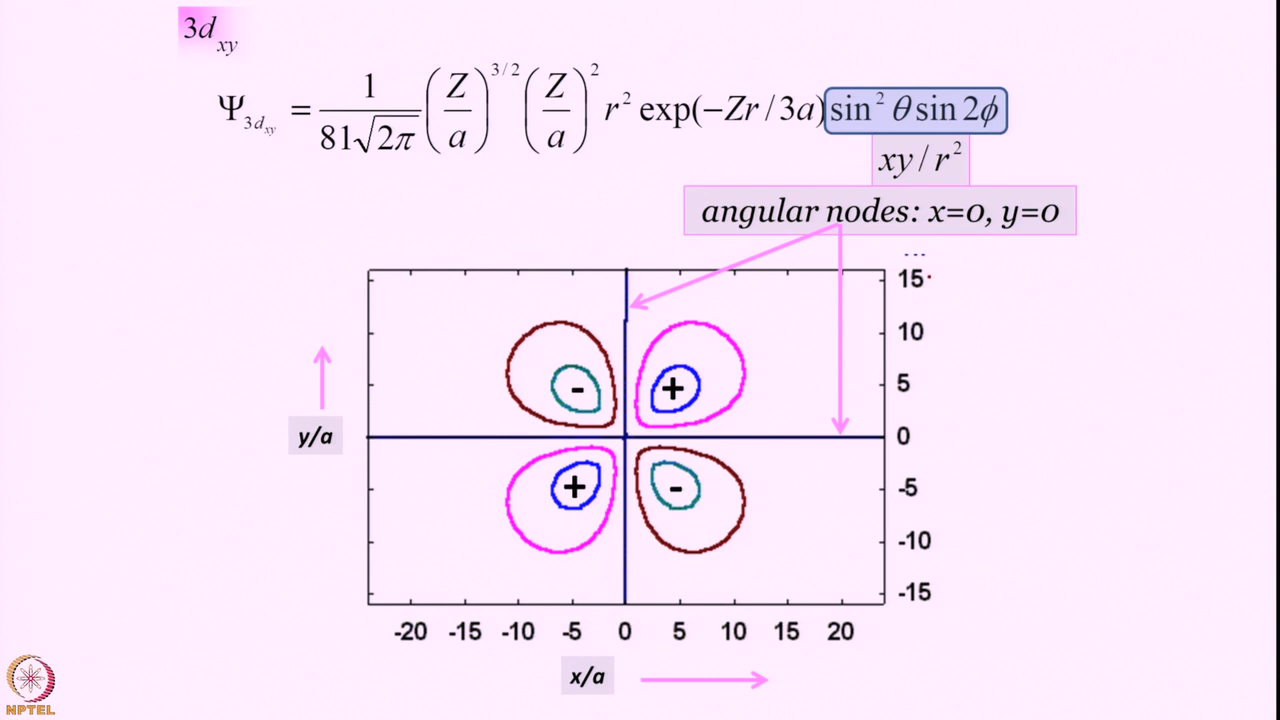 3d_xy
Ψ_{3d_xy} = 1/(81√2π) (Z/a)^{3/2} (Z/a)^2 r^2 exp(−Zr/3a) sin^2 θ sin 2ϕ
xy / r^2
angular nodes: x=0, y=0
15
10
5
0
-5
-10
-15
+
-
+
-
y/a
-20 -15 -10 -5 0 5 10 15 20
x/a
NPTEL